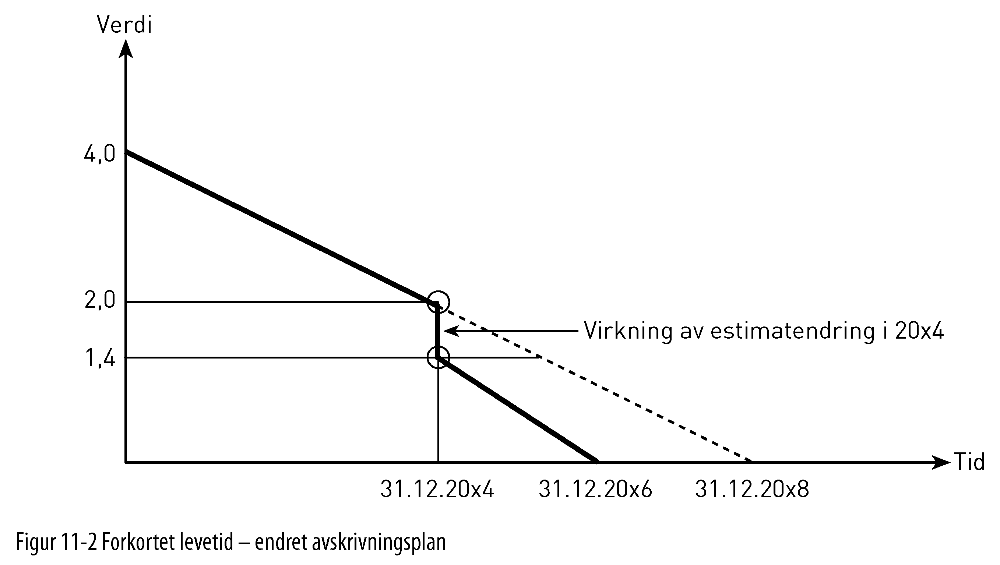 Verdi
4,0
2,0
Virkning av estimatendring i 20x4
1,4
Tid
31.12.20x4
31.12.20x6
31.12.20x8
Figur 11-2 Forkortet levetid – endret avskrivningsplan